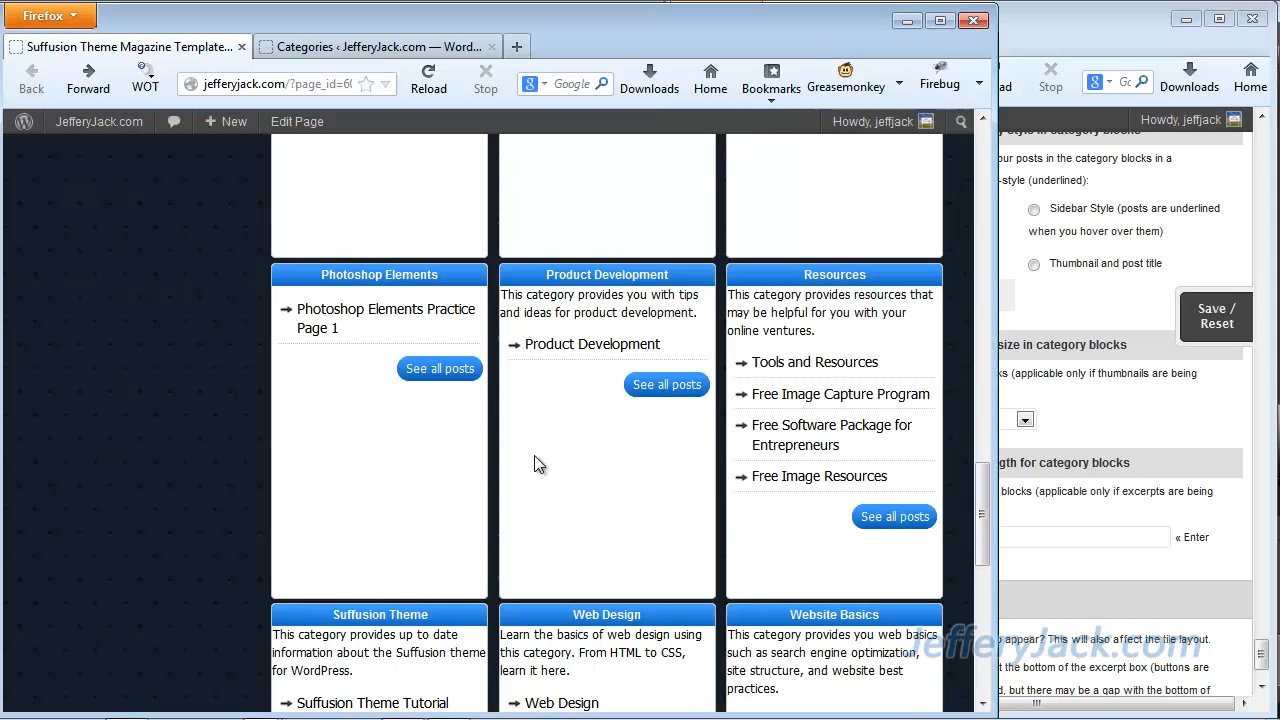 Firefox
Suffusion Theme Magazine Template...
Categories ‹ JefferyJack.com — Word...
Back
Forward
WOT
jefferyjack.com/?page_id=6
Reload
Stop
Google
Downloads
Home
Bookmarks
Greasemonkey
Firebug
Stop
Downloads
Home
JefferyJack.com
New
Edit Page
Howdy, jeffjack
Howdy, jeffjack
Photoshop Elements
Photoshop Elements Practice
Page 1
See all posts
Product Development
This category provides you with tips
and ideas for product development.
Product Development
See all posts
Resources
This category provides resources that
may be helpful for you with your
online ventures.
Tools and Resources
Free Image Capture Program
Free Software Package for
Entrepreneurs
Free Image Resources
See all posts
Suffusion Theme
This category provides up to date
information about the Suffusion theme
for WordPress.
Suffusion Theme Tutorial
Web Design
Learn the basics of web design using
this category. From HTML to CSS,
learn it here.
Web Design
Website Basics
This category provides you web basics
such as search engine optimization,
site structure, and website best
practices.
style in category blocks
our posts in the category blocks in a
-style (underlined):
Sidebar Style (posts are underlined
when you hover over them)
Thumbnail and post title
Save /
Reset
size in category blocks
ks (applicable only if thumbnails are being
gth for category blocks
blocks (applicable only if excerpts are being
« Enter
o appear? This will also affect the tile layout.
t the bottom of the excerpt box (buttons are
d, but there may be a gap with the bottom of
JefferyJack.com